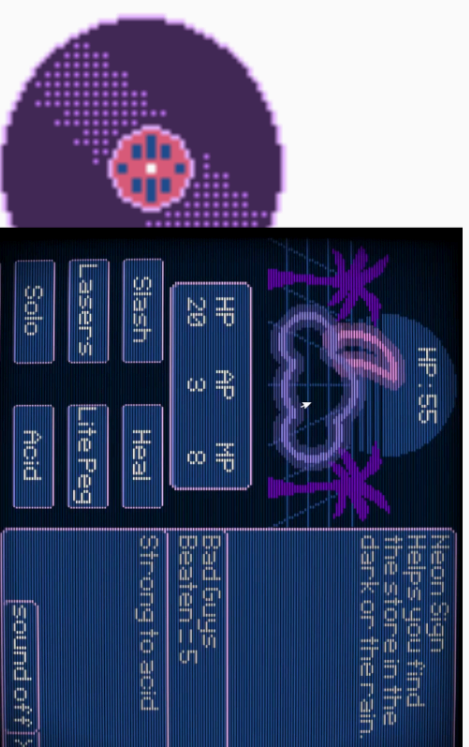 HP:55
HP AP MP
20 3 8
Slash Heal
Lasers Lite Peg
Solo Acid
Neon Sign
Helps you find
the store in the
dark or the rain.
Bad Guys
Beaten = 5
Strong to acid
sound off